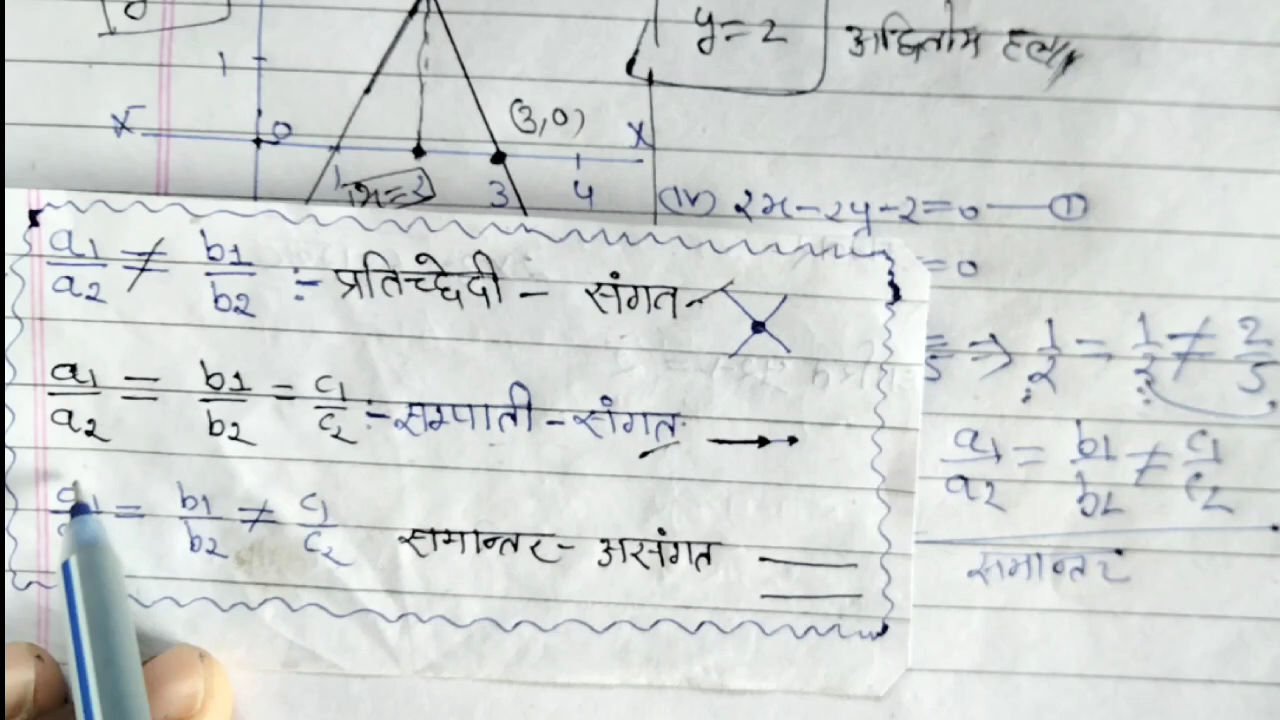 y=2 अद्वितीय हल
1
X 0 (3,0) X
1 x=2 3 4
(iv) 2x-2y-2=0 — ①
=0
a1/a2 ≠ b1/b2 :- प्रतिच्छेदी - संगत
a1/a2 = b1/b2 = c1/c2 :- सम्पाती - संगत
a1 = b1/b2 ≠ c1/c2 समान्तर - असंगत
5 ⇒ 1/2 = 1/2 ≠ 2/5
a1/a2 = b1/b2 ≠ c1/c2
समान्तर